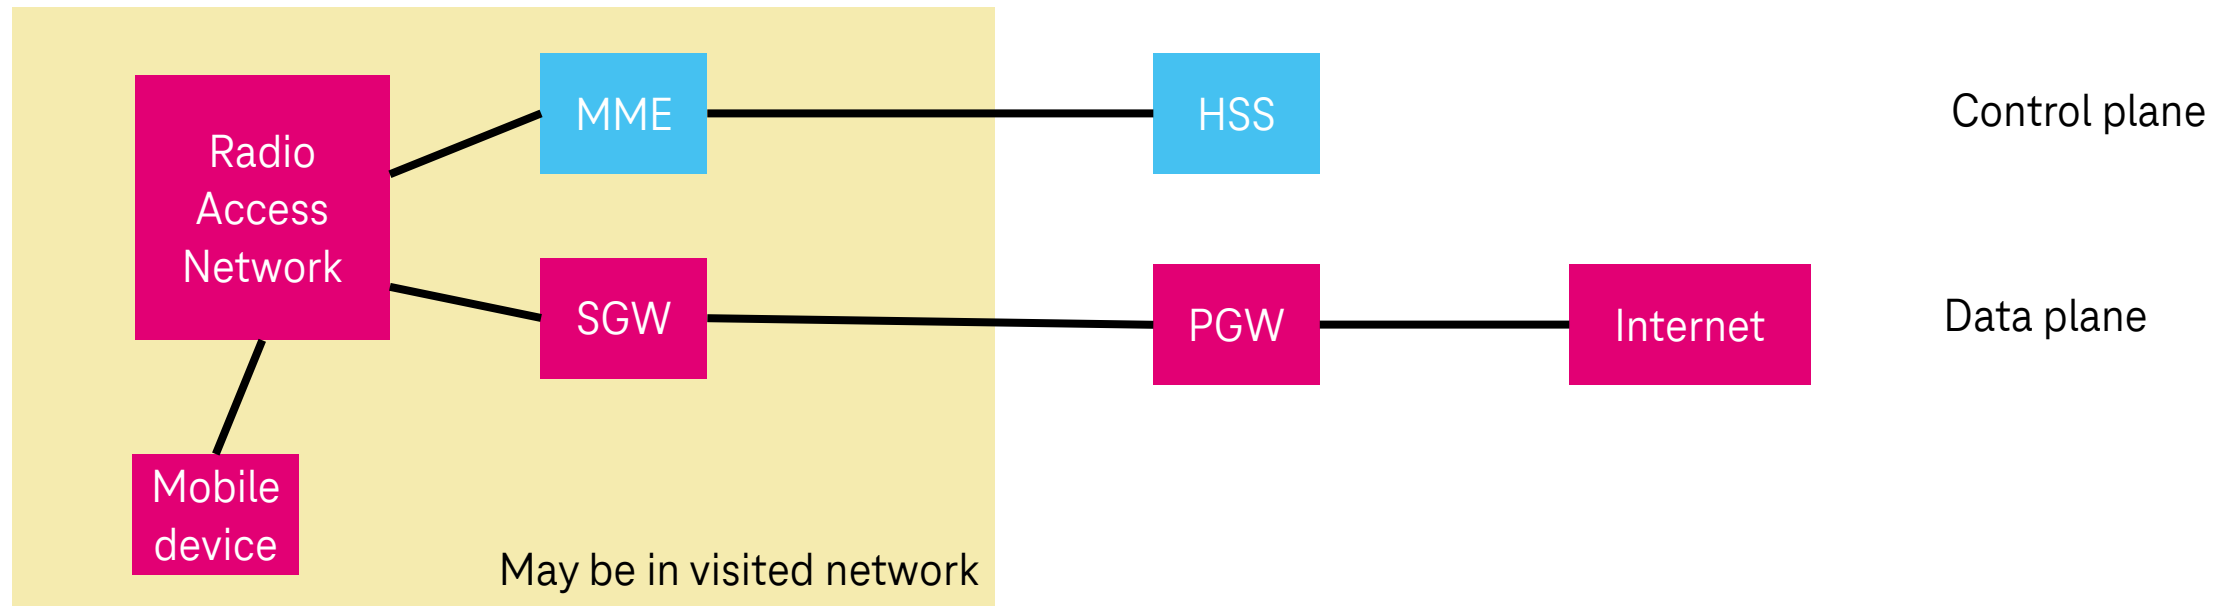 MME
HSS
Control plane
Radio
Access
Network
SGW
PGW
Internet
Data plane
Mobile
device
May be in visited network